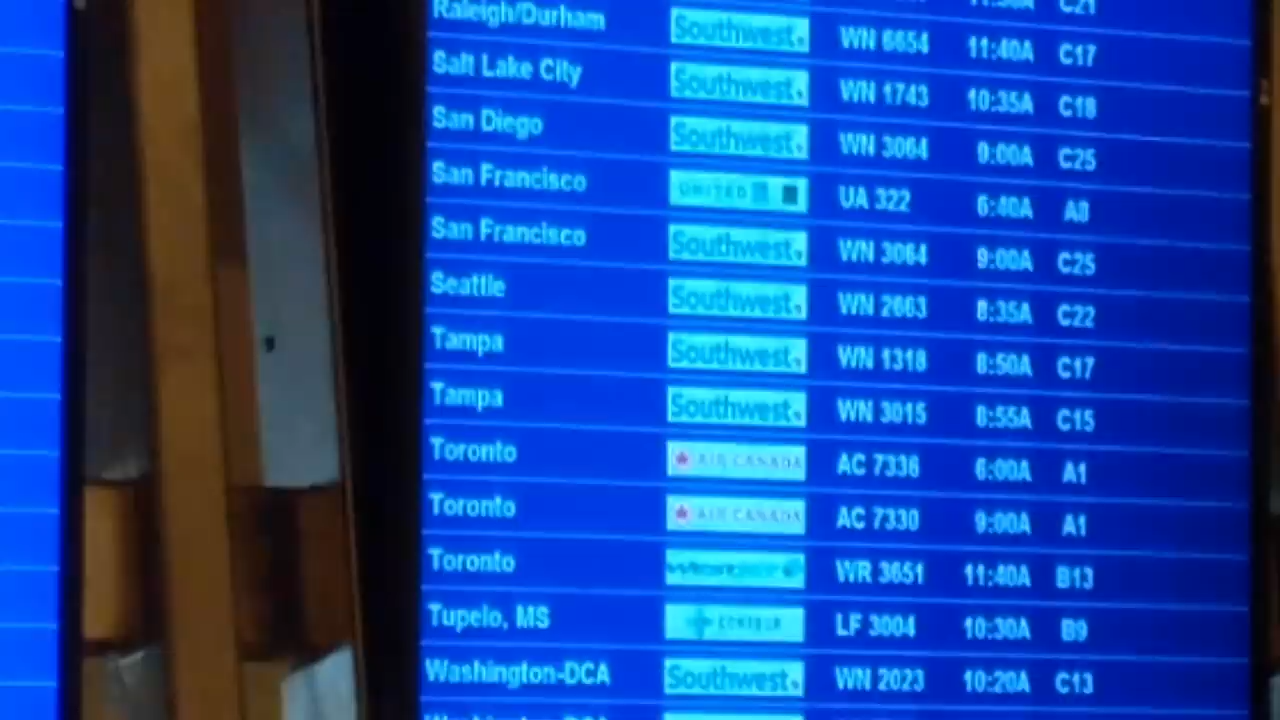 C21
Raleigh/Durham Southwest WN 6654 11:40A C17
Salt Lake City Southwest WN 1743 10:35A C18
San Diego Southwest WN 3064 9:00A C25
San Francisco UNITED UA 322 6:40A A8
San Francisco Southwest WN 3064 9:00A C25
Seattle Southwest WN 2663 8:35A C22
Tampa Southwest WN 1318 8:50A C17
Tampa Southwest WN 3015 8:55A C15
Toronto AIR CANADA AC 7336 6:00A A1
Toronto AIR CANADA AC 7330 9:00A A1
Toronto WR 3651 11:40A B13
Tupelo, MS CONTOUR LF 3004 10:30A B9
Washington-DCA Southwest WN 2023 10:20A C13